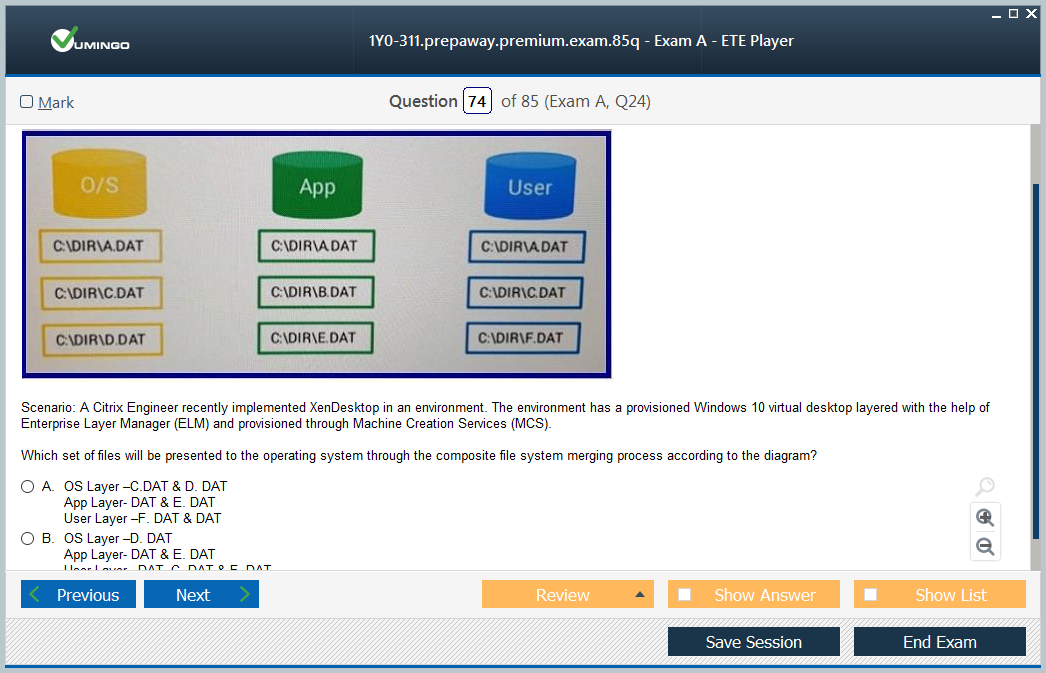 VUMINGO
1Y0-311.prepaway.premium.exam.85q - Exam A - ETE Player
Mark
Question 74 of 85 (Exam A, Q24)
O/S App User
C:\DIR\A.DAT C:\DIR\A.DAT C:\DIR\A.DAT
C:\DIR\C.DAT C:\DIR\B.DAT C:\DIR\C.DAT
C:\DIR\D.DAT C:\DIR\E.DAT C:\DIR\F.DAT
Scenario: A Citrix Engineer recently implemented XenDesktop in an environment. The environment has a provisioned Windows 10 virtual desktop layered with the help of
Enterprise Layer Manager (ELM) and provisioned through Machine Creation Services (MCS).
Which set of files will be presented to the operating system through the composite file system merging process according to the diagram?
A. OS Layer –C.DAT & D. DAT
App Layer- DAT & E. DAT
User Layer –F. DAT & DAT
B. OS Layer –D. DAT
App Layer- DAT & E. DAT
Previous Next Review Show Answer Show List
Save Session End Exam